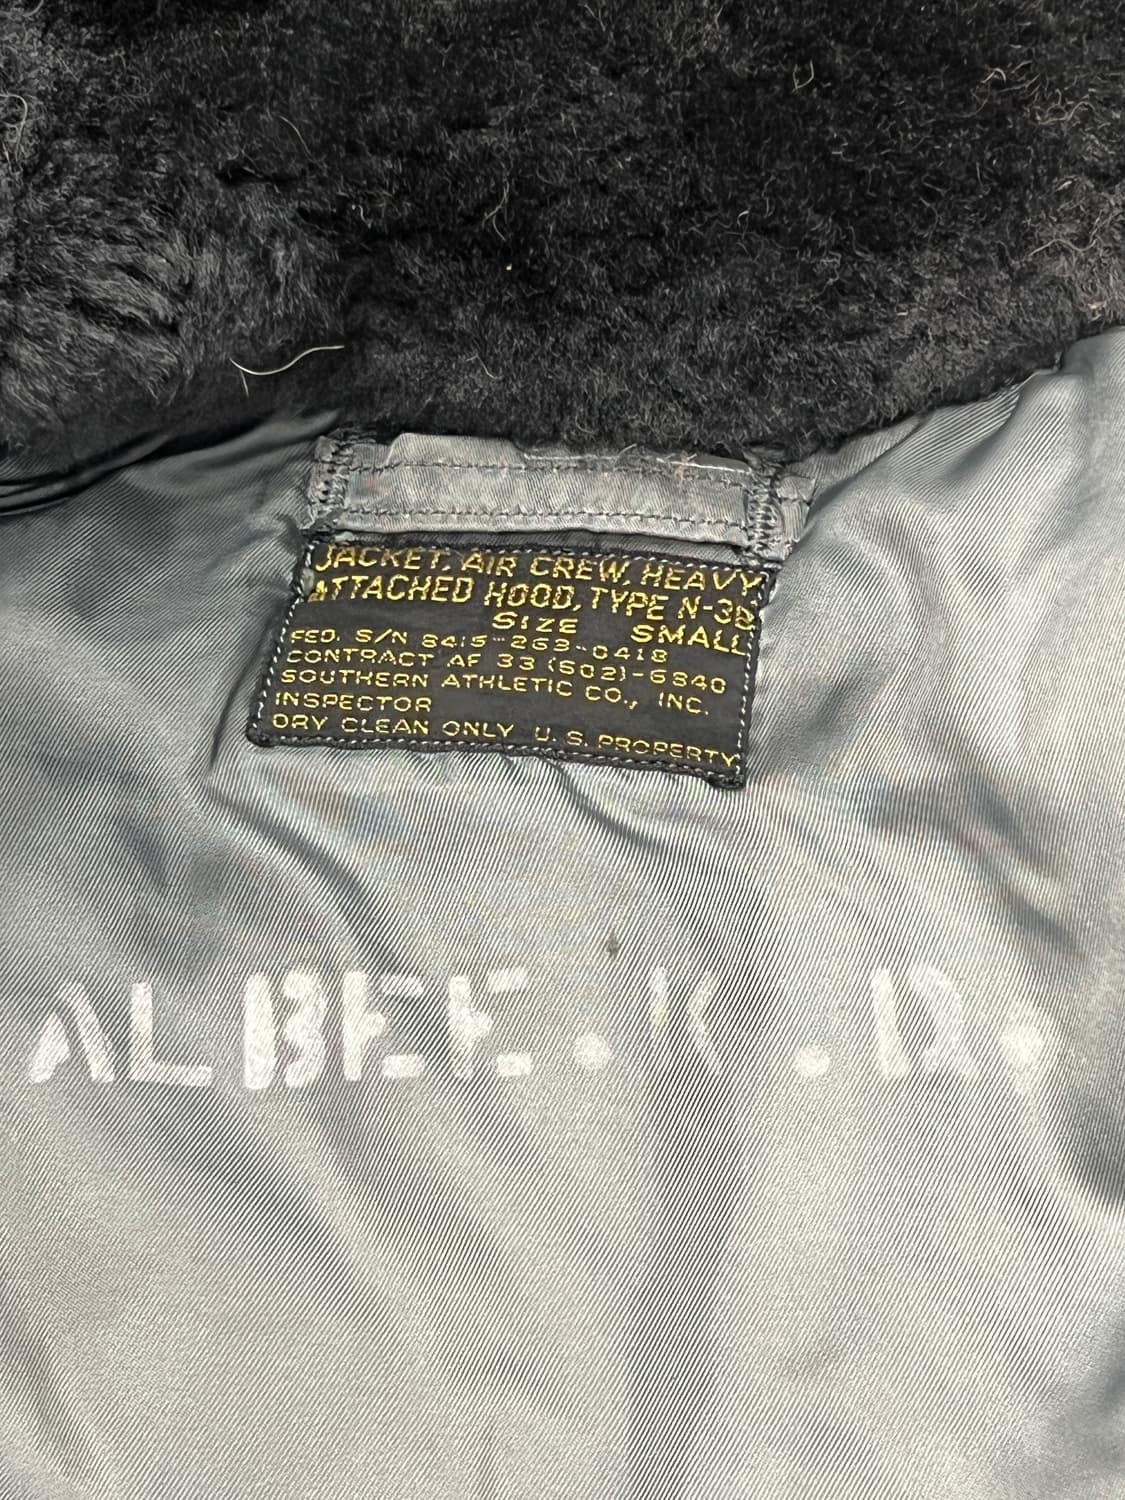 JACKET, AIR CREW, HEAVY,
ATTACHED HOOD, TYPE N-3B
SIZE SMALL
FED. S/N 8415-263-0418
CONTRACT AF 33 (602)-6840
SOUTHERN ATHLETIC CO., INC.
INSPECTOR
DRY CLEAN ONLY U.S. PROPERTY
ALBEE.K.D.